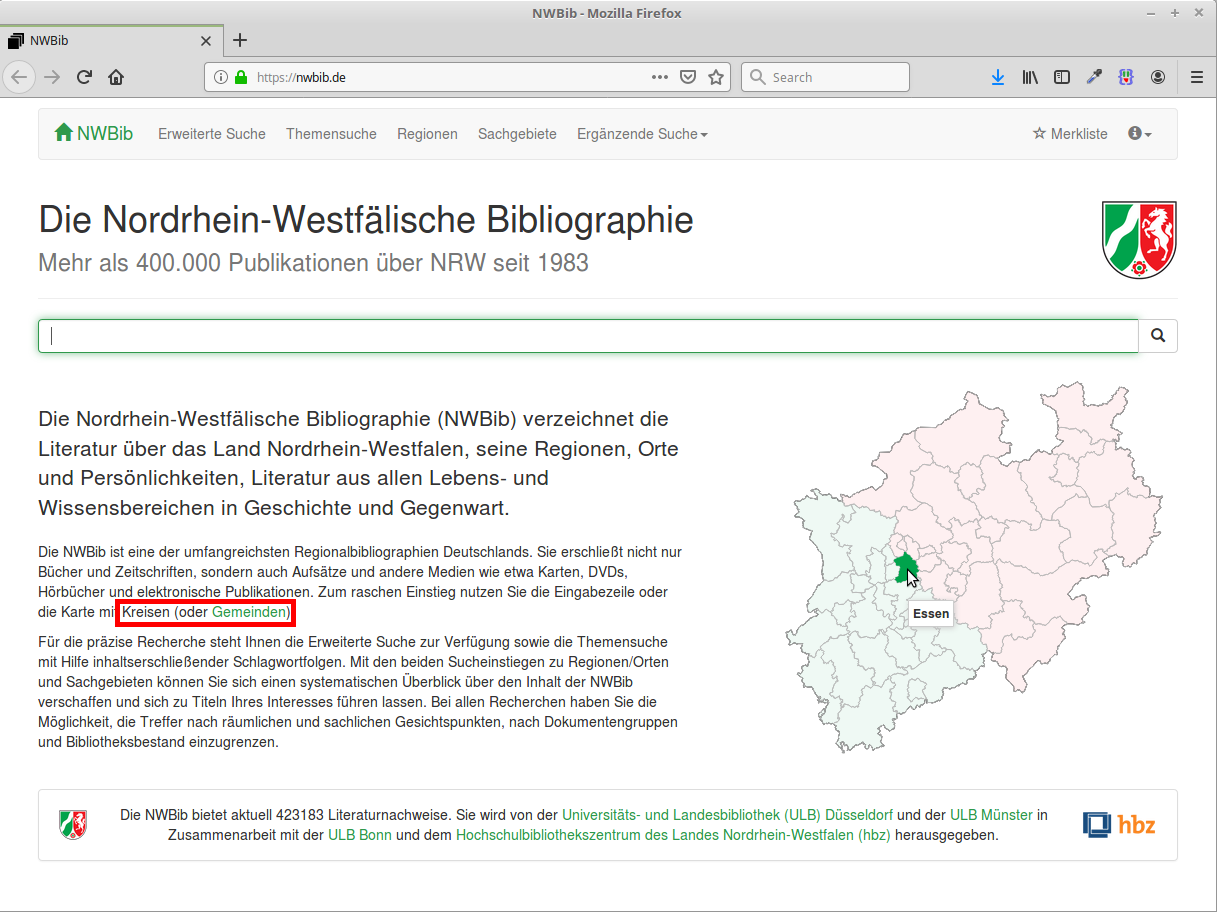 NWBib - Mozilla Firefox
NWBib
https://nwbib.de
Search
NWBib Erweiterte Suche Themensuche Regionen Sachgebiete Ergänzende Suche Merkliste
Die Nordrhein-Westfälische Bibliographie
Mehr als 400.000 Publikationen über NRW seit 1983
Die Nordrhein-Westfälische Bibliographie (NWBib) verzeichnet die
Literatur über das Land Nordrhein-Westfalen, seine Regionen, Orte
und Persönlichkeiten, Literatur aus allen Lebens- und
Wissensbereichen in Geschichte und Gegenwart.
Die NWBib ist eine der umfangreichsten Regionalbibliographien Deutschlands. Sie erschließt nicht nur
Bücher und Zeitschriften, sondern auch Aufsätze und andere Medien wie etwa Karten, DVDs,
Hörbücher und elektronische Publikationen. Zum raschen Einstieg nutzen Sie die Eingabezeile oder
die Karte mit Kreisen (oder Gemeinden)
Für die präzise Recherche steht Ihnen die Erweiterte Suche zur Verfügung sowie die Themensuche
mit Hilfe inhaltserschließender Schlagwortfolgen. Mit den beiden Sucheinstiegen zu Regionen/Orten
und Sachgebieten können Sie sich einen systematischen Überblick über den Inhalt der NWBib
verschaffen und sich zu Titeln Ihres Interesses führen lassen. Bei allen Recherchen haben Sie die
Möglichkeit, die Treffer nach räumlichen und sachlichen Gesichtspunkten, nach Dokumentengruppen
und Bibliotheksbestand einzugrenzen.
Essen
Die NWBib bietet aktuell 423183 Literaturnachweise. Sie wird von der Universitäts- und Landesbibliothek (ULB) Düsseldorf und der ULB Münster in
Zusammenarbeit mit der ULB Bonn und dem Hochschulbibliothekszentrum des Landes Nordrhein-Westfalen (hbz) herausgegeben.
hbz